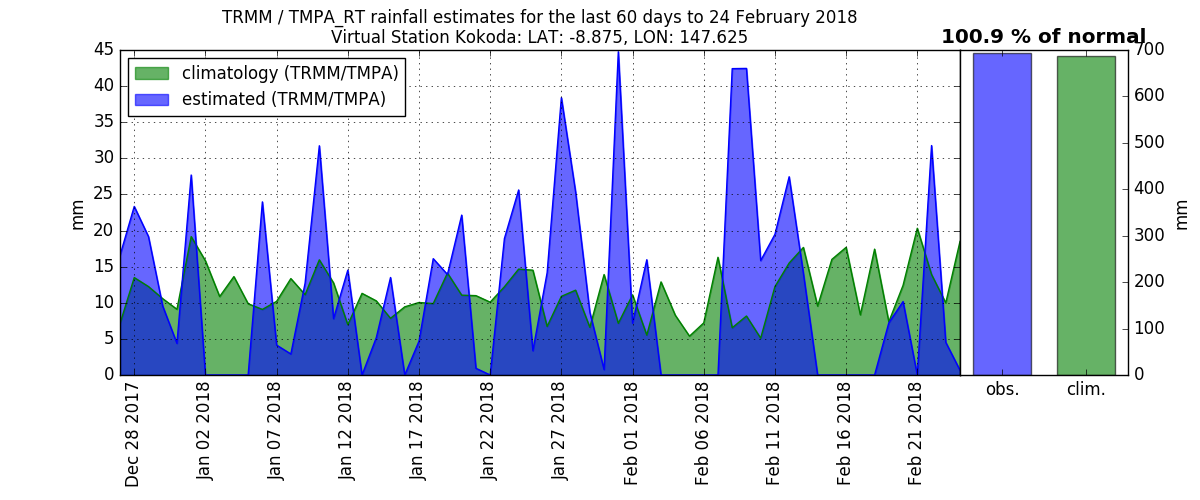 TRMM / TMPA_RT rainfall estimates for the last 60 days to 24 February 2018
Virtual Station Kokoda: LAT: -8.875, LON: 147.625
100.9 % of normal
climatology (TRMM/TMPA)
estimated (TRMM/TMPA)
45
40
35
30
25
20
15
10
5
0
mm
Dec 28 2017
Jan 02 2018
Jan 07 2018
Jan 12 2018
Jan 17 2018
Jan 22 2018
Jan 27 2018
Feb 01 2018
Feb 06 2018
Feb 11 2018
Feb 16 2018
Feb 21 2018
obs.
clim.
700
600
500
400
300
200
100
0
mm